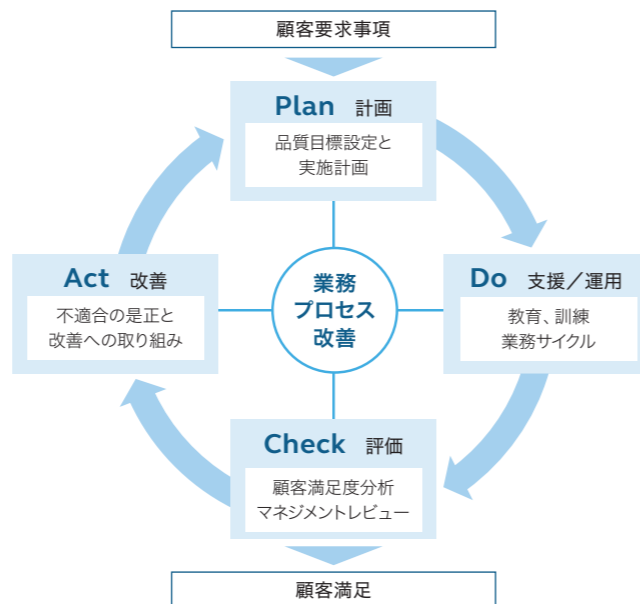 顧客要求事項
Plan 計画
品質目標設定と
実施計画
Act 改善
不適合の是正と
改善への取り組み
業務
プロセス
改善
Do 支援／運用
教育、訓練
業務サイクル
Check 評価
顧客満足度分析
マネジメントレビュー
顧客満足